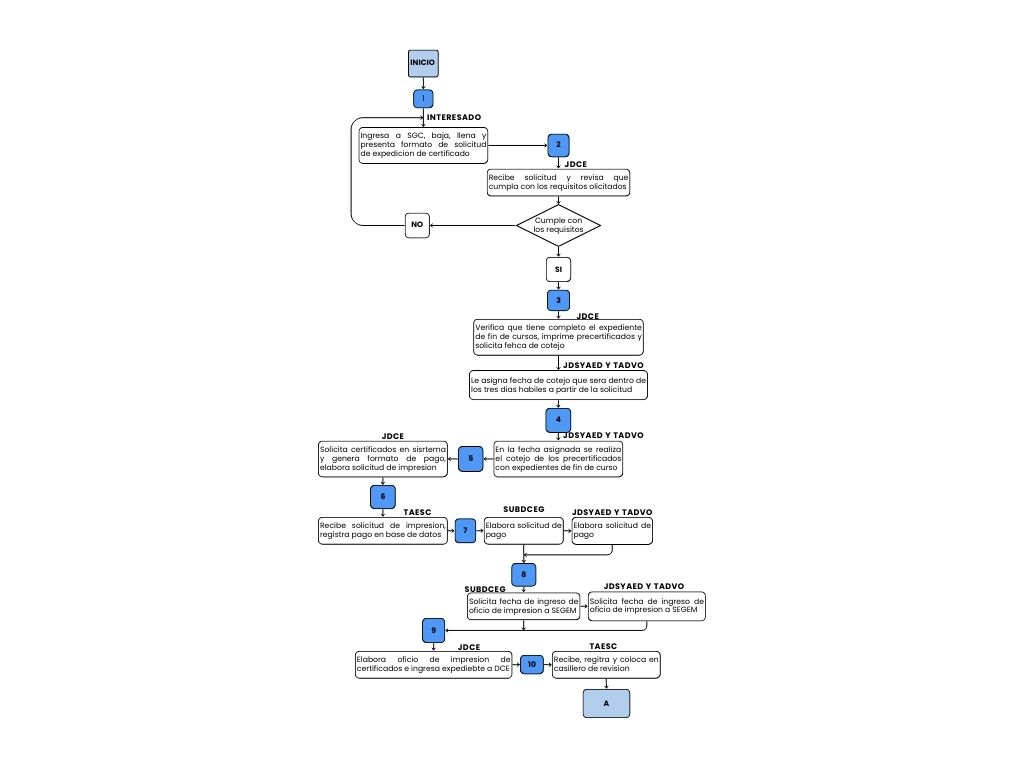 INICIO
1
INTERESADO
Ingresa a SGC, baja, llena y
presenta formato de solicitud
de expedicion de certificado
2
JDCE
Recibe solicitud y revisa que
cumpla con los requisitos olicitados
Cumple con
los requisitos
NO
SI
3
JDCE
Verifica que tiene completo el expediente
de fin de cursos, imprime precertificados y
solicita fehca de cotejo
JDSYAED Y TADVO
Le asigna fecha de cotejo que sera dentro de
los tres dias habiles a partir de la solicitud
4
JDSYAED Y TADVO
En la fecha asignada se realiza
el cotejo de los precertificados
con expedientes de fin de curso
5
JDCE
Solicita certificados en sisrtema
y genera formato de pago,
elabora solicitud de impresion
6
TAESC
Recibe solicitud de impresion,
registra pago en base de datos
7
SUBDCEG
Elabora solicitud de
pago
JDSYAED Y TADVO
Elabora solicitud de
pago
8
SUBDCEG
Solicita fecha de ingreso de
oficio de impresion a SEGEM
JDSYAED Y TADVO
Solicita fecha de ingreso de
oficio de impresion a SEGEM
9
JDCE
Elabora oficio de impresion de
certificados e ingresa expediebte a DCE
10
TAESC
Recibe, regitra y coloca en
casillero de revision
A